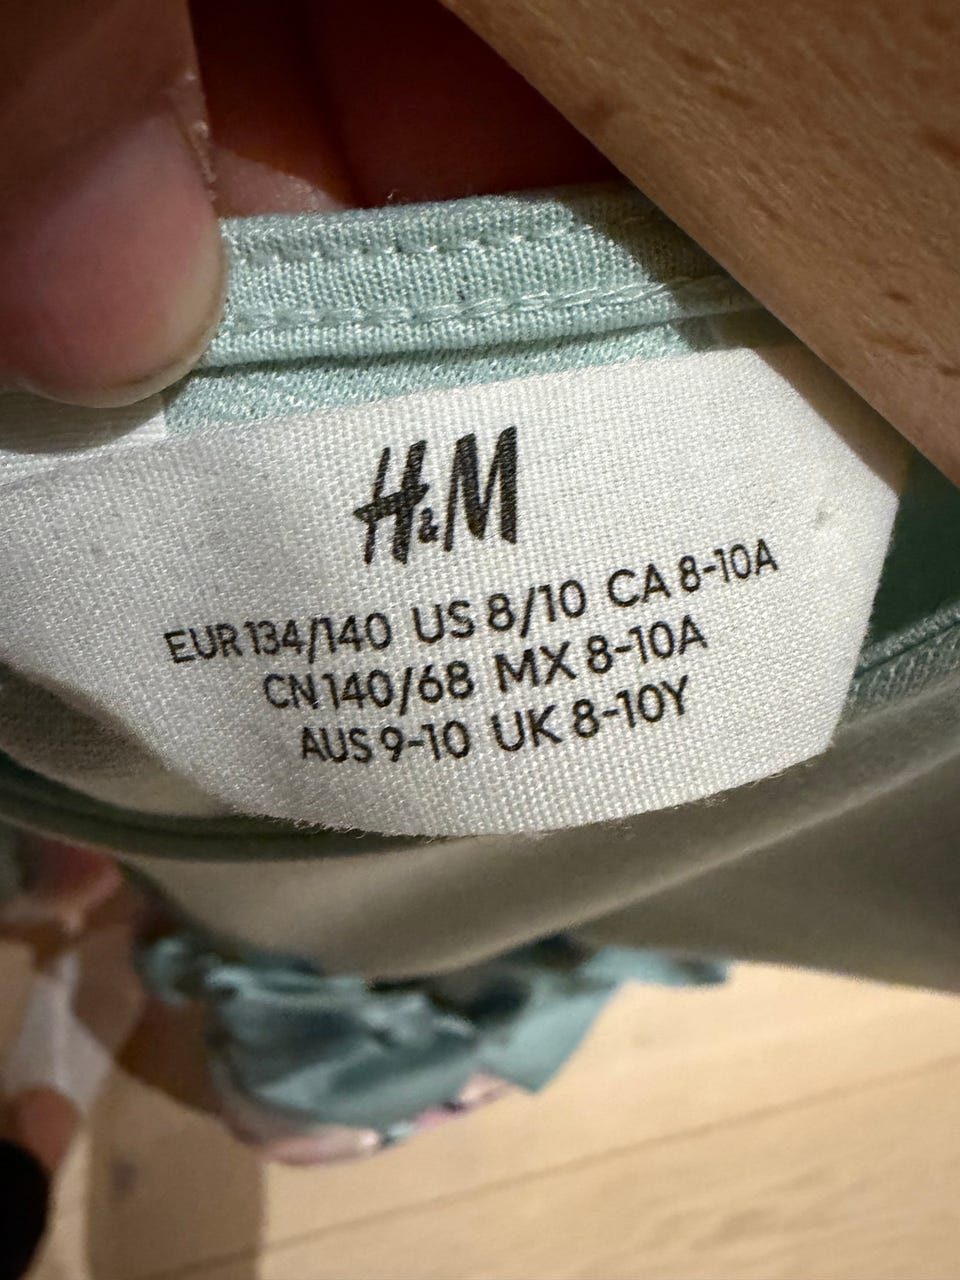 H&M
EUR 134/140 US 8/10 CA 8-10A
CN 140/68 MX 8-10A
AUS 9-10 UK 8-10Y